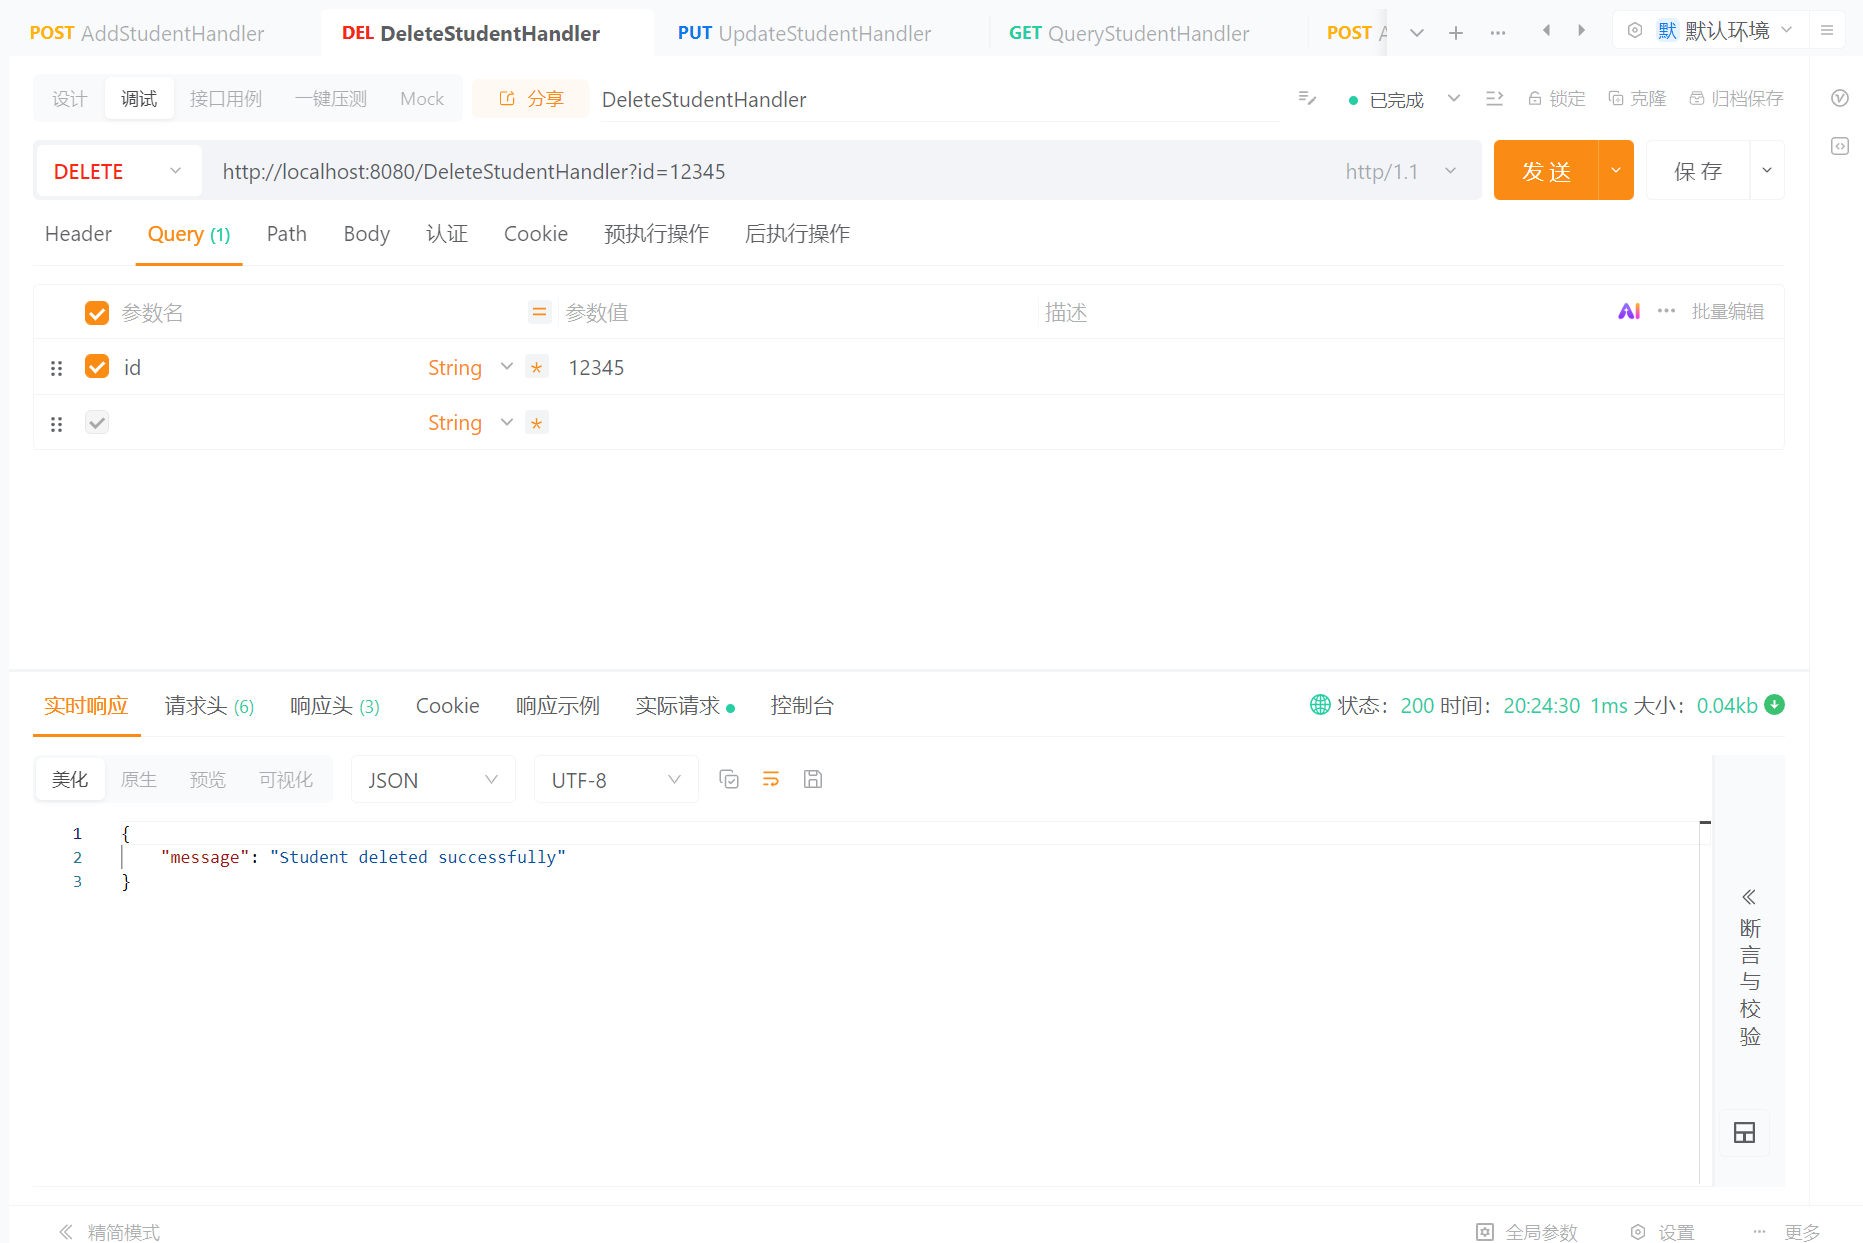 POST AddStudentHandler DEL DeleteStudentHandler PUT UpdateStudentHandler GET QueryStudentHandler POST 默 默认环境
设计 调试 接口用例 一键压测 Mock 分享 DeleteStudentHandler 已完成 锁定 克隆 归档保存
DELETE http://localhost:8080/DeleteStudentHandler?id=12345 http/1.1 发送 保存
Header Query (1) Path Body 认证 Cookie 预执行操作 后执行操作
参数名 = 参数值 描述 AI 批量编辑
id String * 12345
String *
实时响应 请求头 (6) 响应头 (3) Cookie 响应示例 实际请求 控制台 状态： 200 时间： 20:24:30 1ms 大小： 0.04kb
美化 原生 预览 可视化 JSON UTF-8
1 {
2 "message": "Student deleted successfully"
3 }
断言与校验
精简模式 全局参数 设置 更多